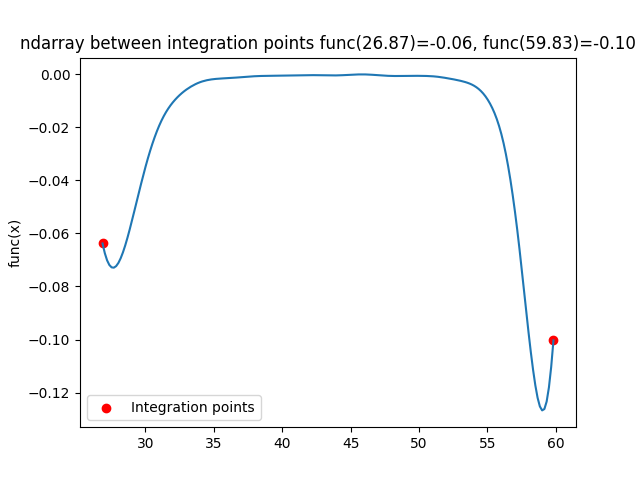 ndarray between integration points func(26.87)=-0.06, func(59.83)=-0.10
0.00
−0.02
−0.04
−0.06
−0.08
−0.10
−0.12
func(x)
Integration points
30 35 40 45 50 55 60